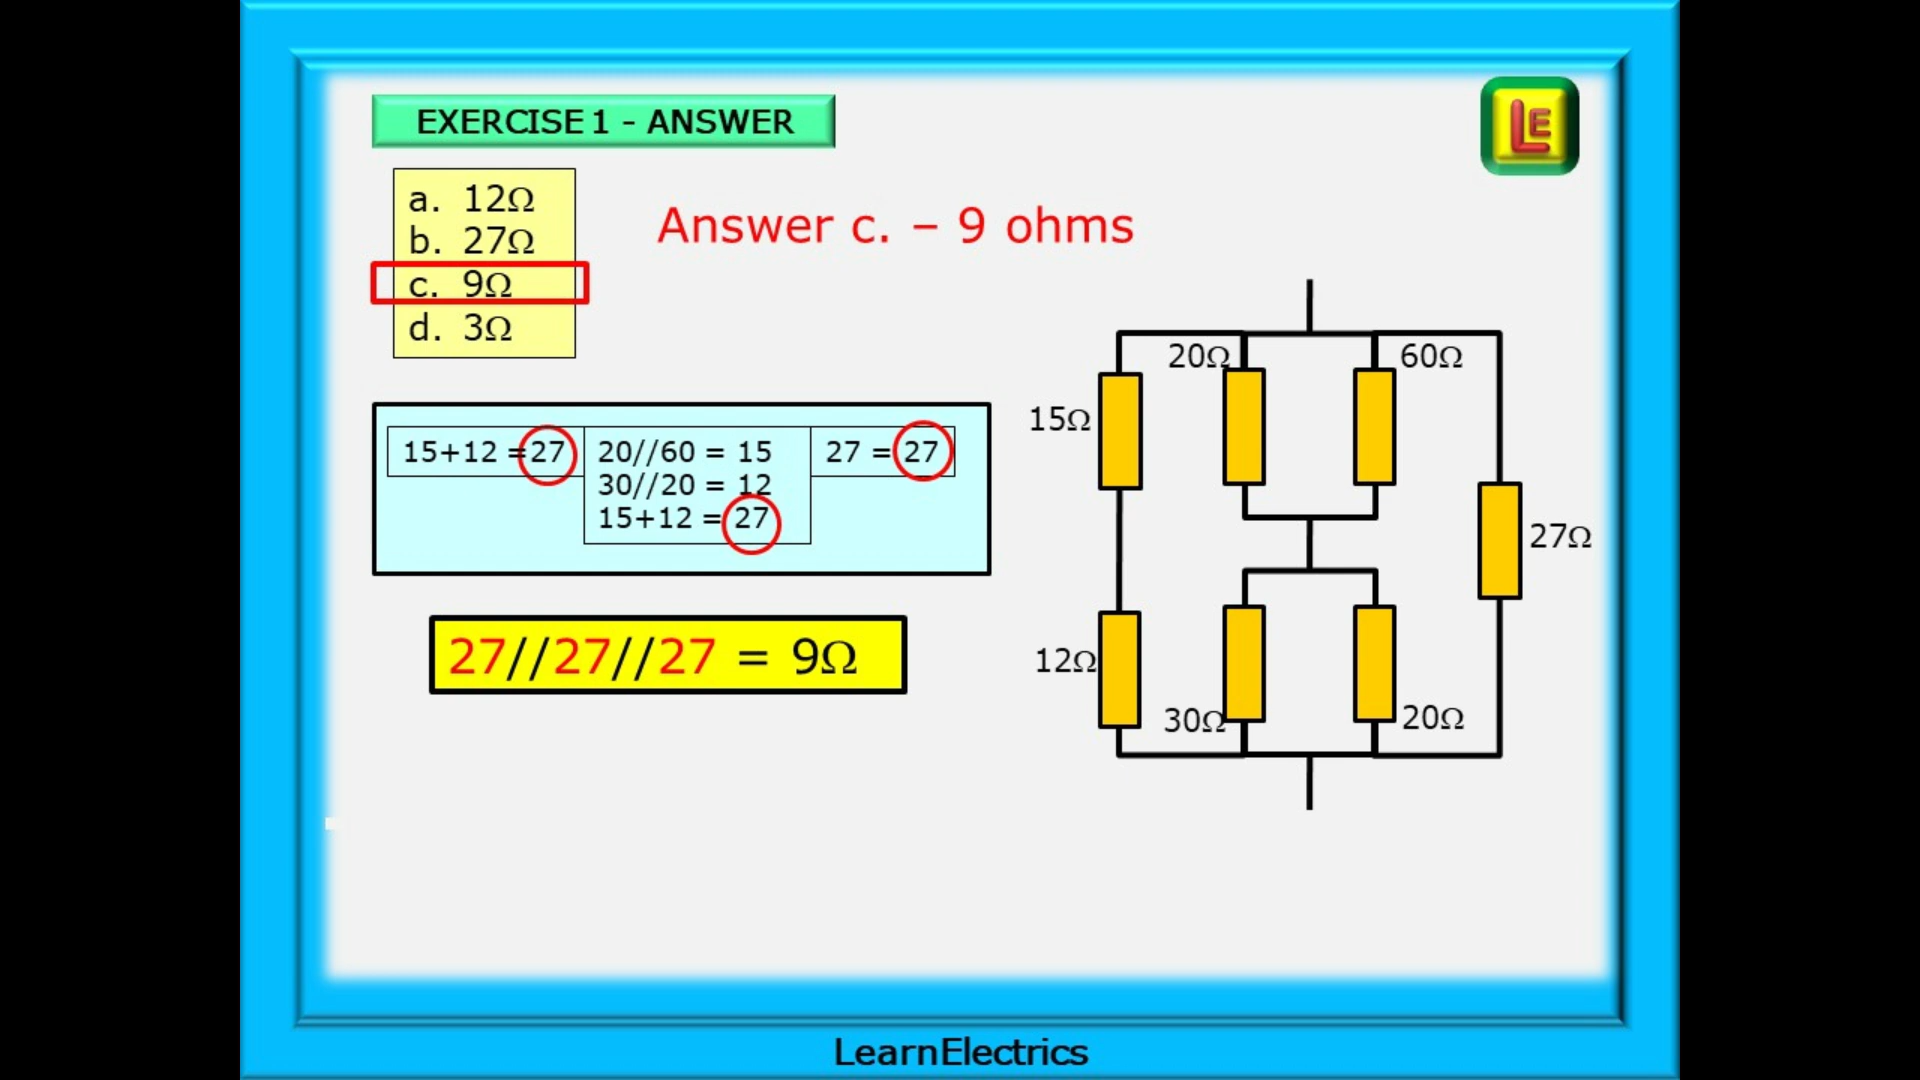 EXERCISE 1 - ANSWER
LE
a. 12Ω
b. 27Ω
c. 9Ω
d. 3Ω
Answer c. – 9 ohms
15+12 =27
20//60 = 15
30//20 = 12
15+12 = 27
27 = 27
27//27//27 = 9Ω
20Ω
60Ω
15Ω
27Ω
12Ω
30Ω
20Ω
LearnElectrics